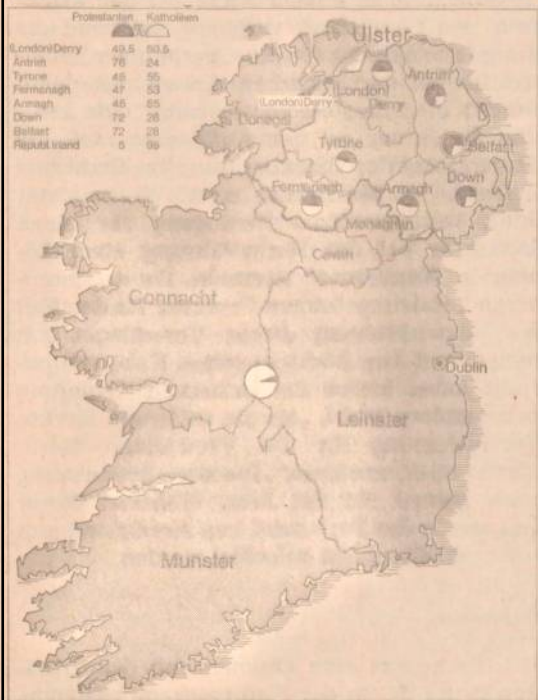 Protestanten % Katholiken
(London)Derry 49,5 50,5
Antrim 76 24
Tyrone 45 55
Fermanagh 47 53
Armagh 45 55
Down 72 28
Belfast 72 28
Republ. Irland 5 95
Ulster
Antrim
(London)
Derry
(London)Derry
Donegal
Tyrone
Belfast
Down
Fermanagh
Armagh
Monaghan
Cavan
Connacht
Dublin
Leinster
Munster